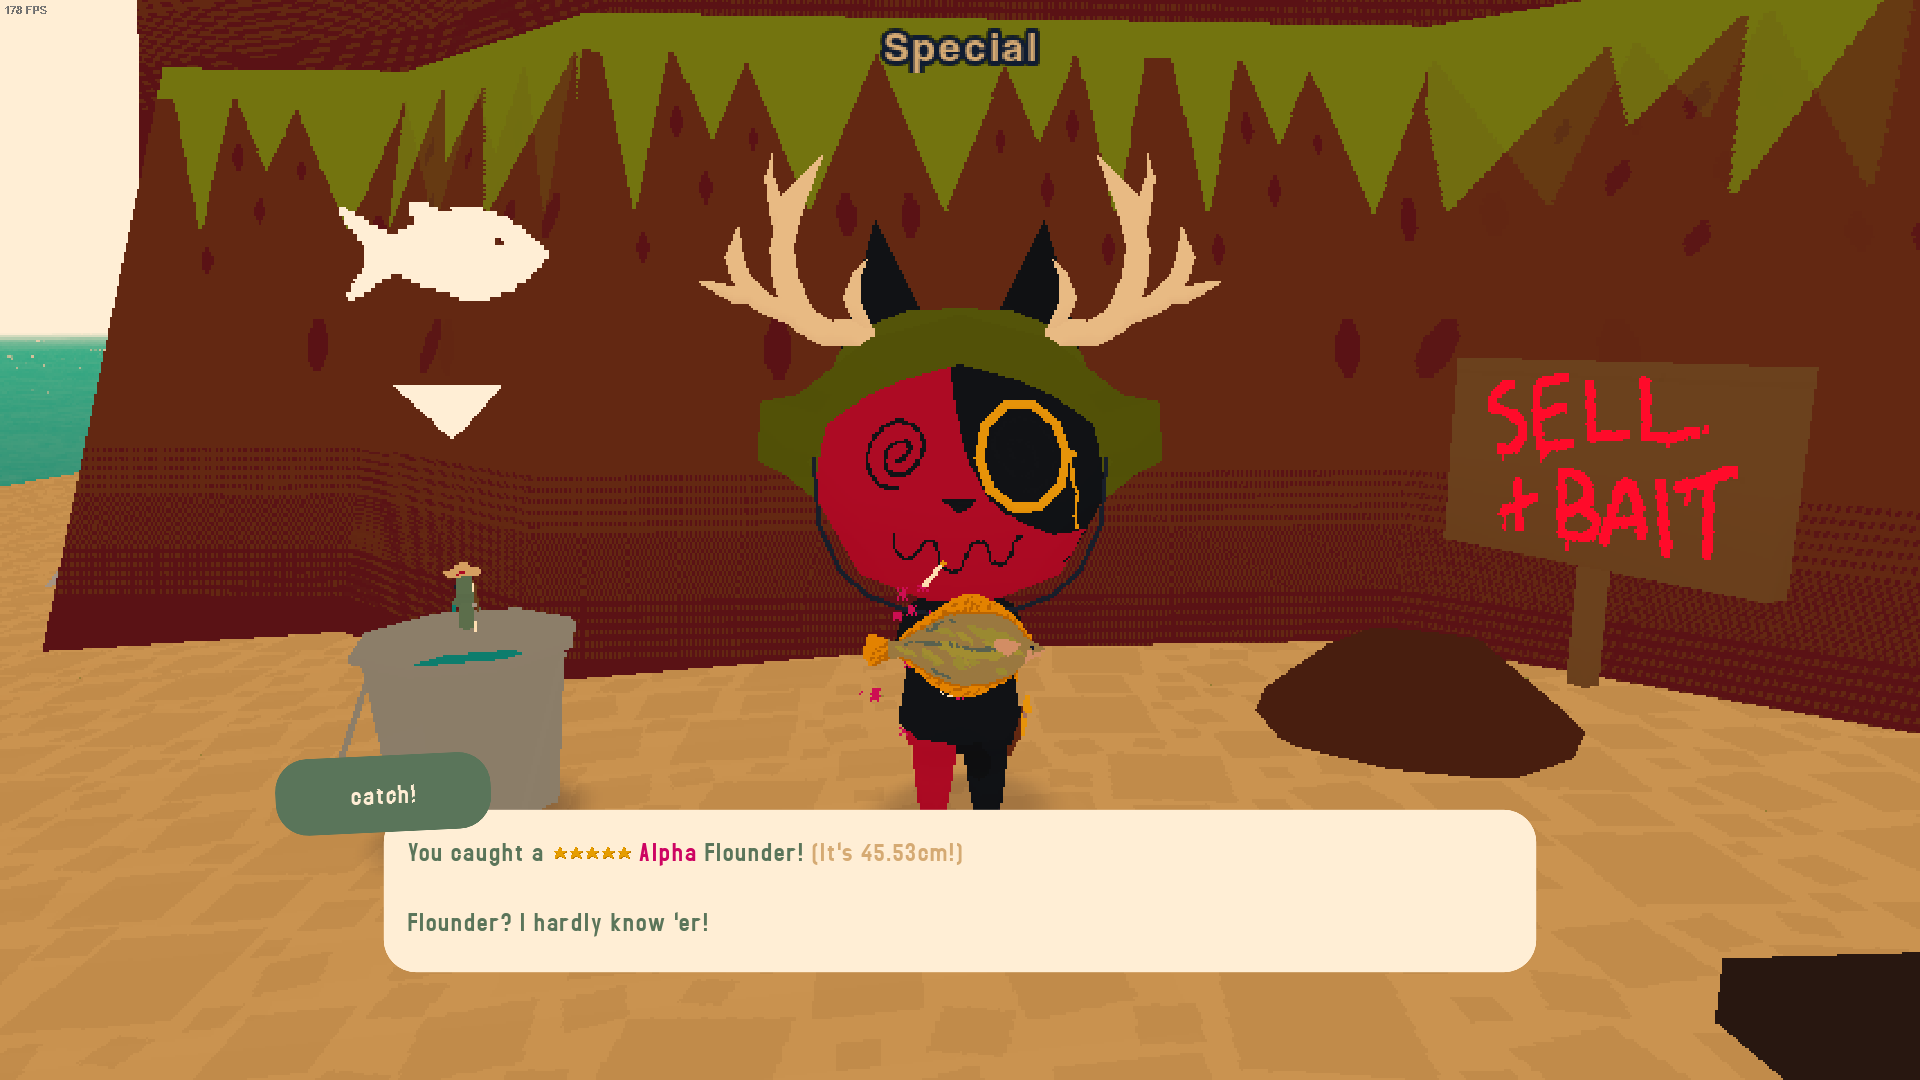 178 FPS
Special
SELL
+ BAIT
catch!
You caught a ★★★★★ Alpha Flounder! (It's 45.53cm!)
Flounder? I hardly know 'er!